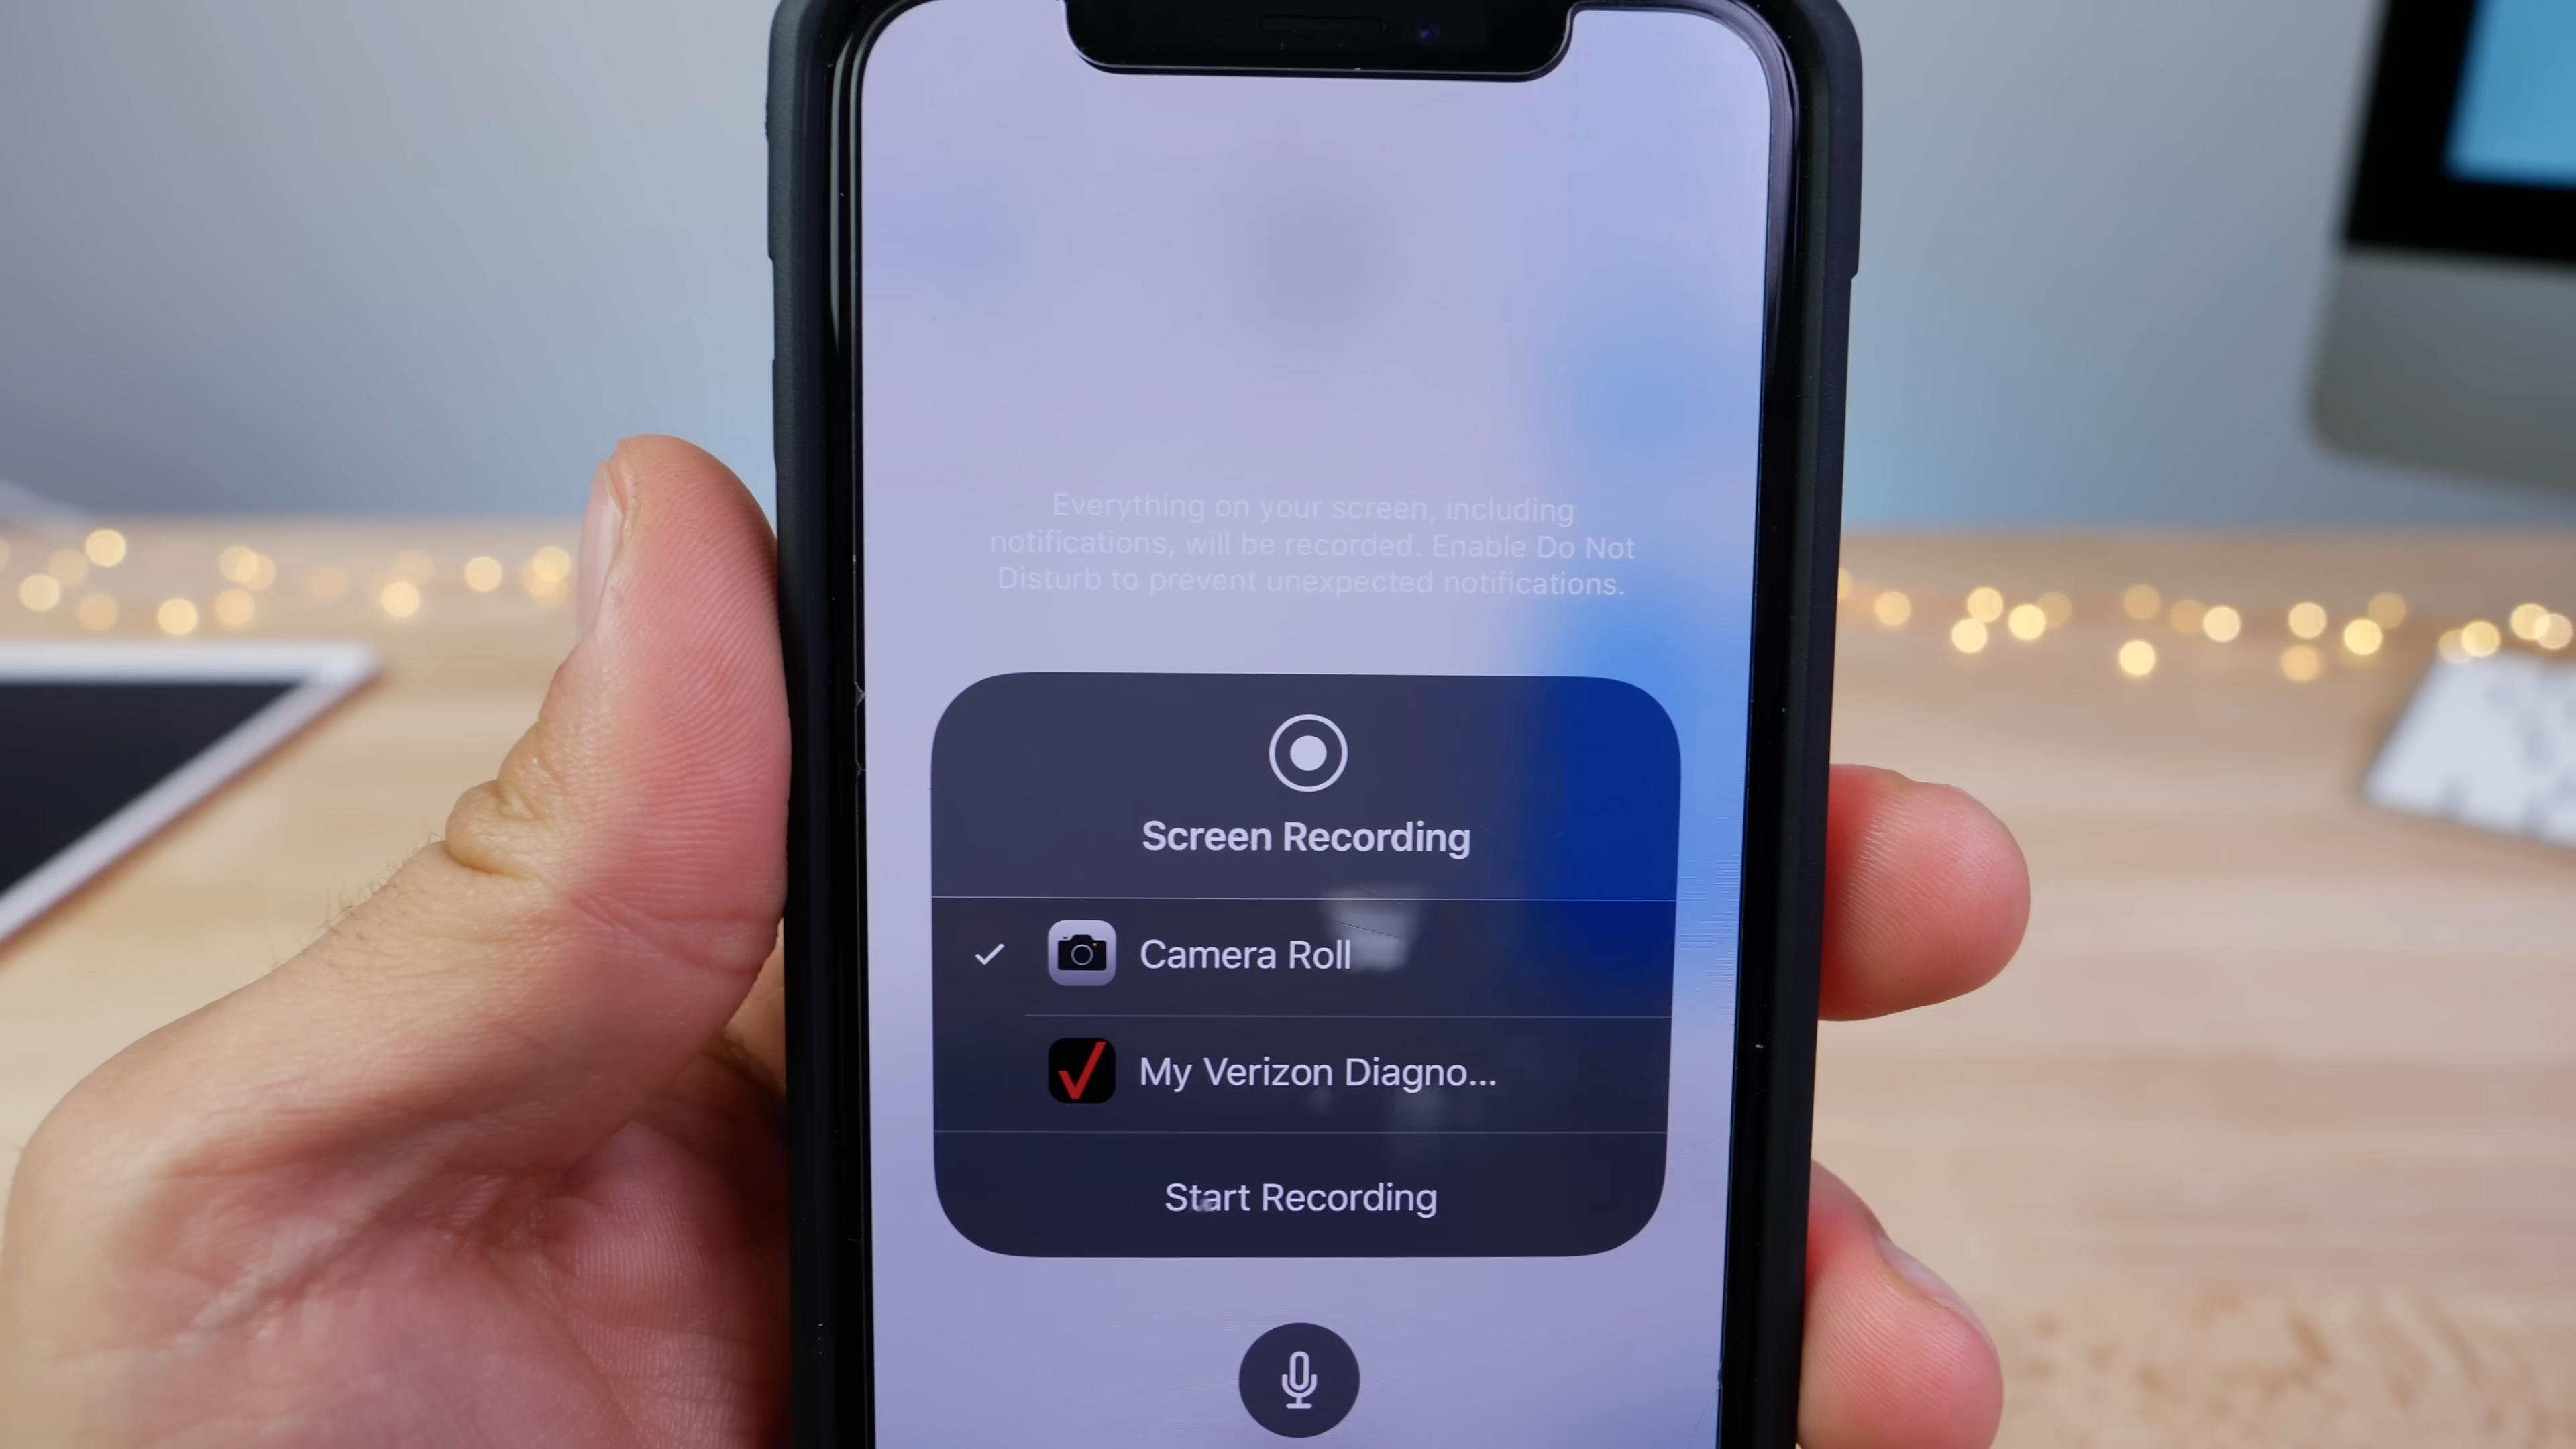 Everything on your screen, including
notifications, will be recorded. Enable Do Not
Disturb to prevent unexpected notifications.
Screen Recording
Camera Roll
My Verizon Diagno...
Start Recording